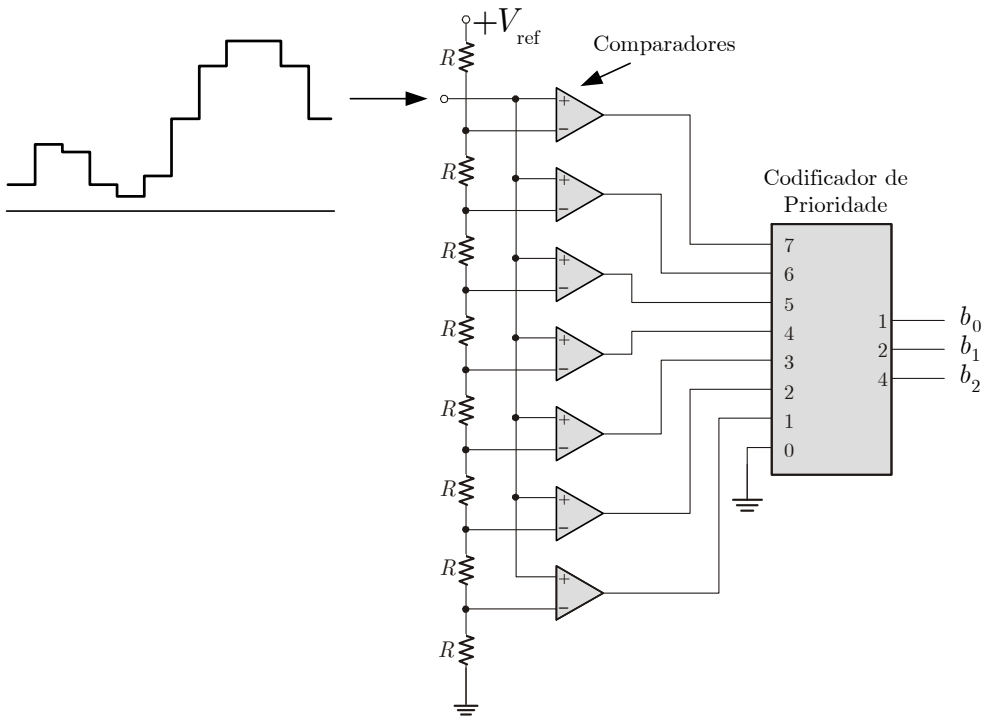 +V_ref
Comparadores
R
+
−
R
+
−
R
+
−
R
+
−
R
+
−
R
+
−
R
+
−
R
Codificador de
Prioridade
7
6
5
4
3
2
1
0
1 b_0
2 b_1
4 b_2